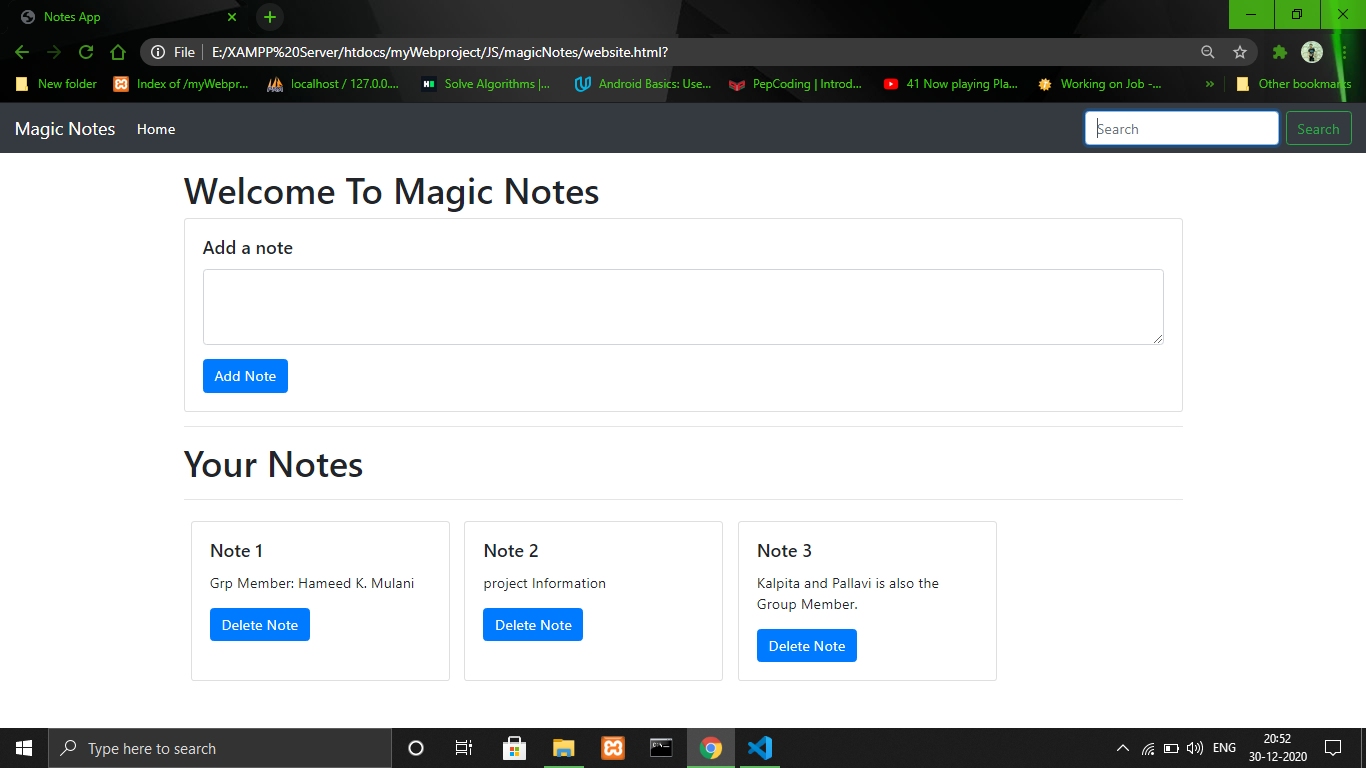 Notes App
File
E:/XAMPP%20Server/htdocs/myWebproject/JS/magicNotes/website.html?
New folder
Index of /myWebpr...
localhost / 127.0.0....
Solve Algorithms |...
Android Basics: Use...
PepCoding | Introd...
41 Now playing Pla...
Working on Job -...
»
Other bookmarks
Magic Notes
Home
Search
Search
Welcome To Magic Notes
Add a note
Add Note
Your Notes
Note 1
Grp Member: Hameed K. Mulani
Delete Note
Note 2
project Information
Delete Note
Note 3
Kalpita and Pallavi is also the
Group Member.
Delete Note
Type here to search
ENG
20:52
30-12-2020